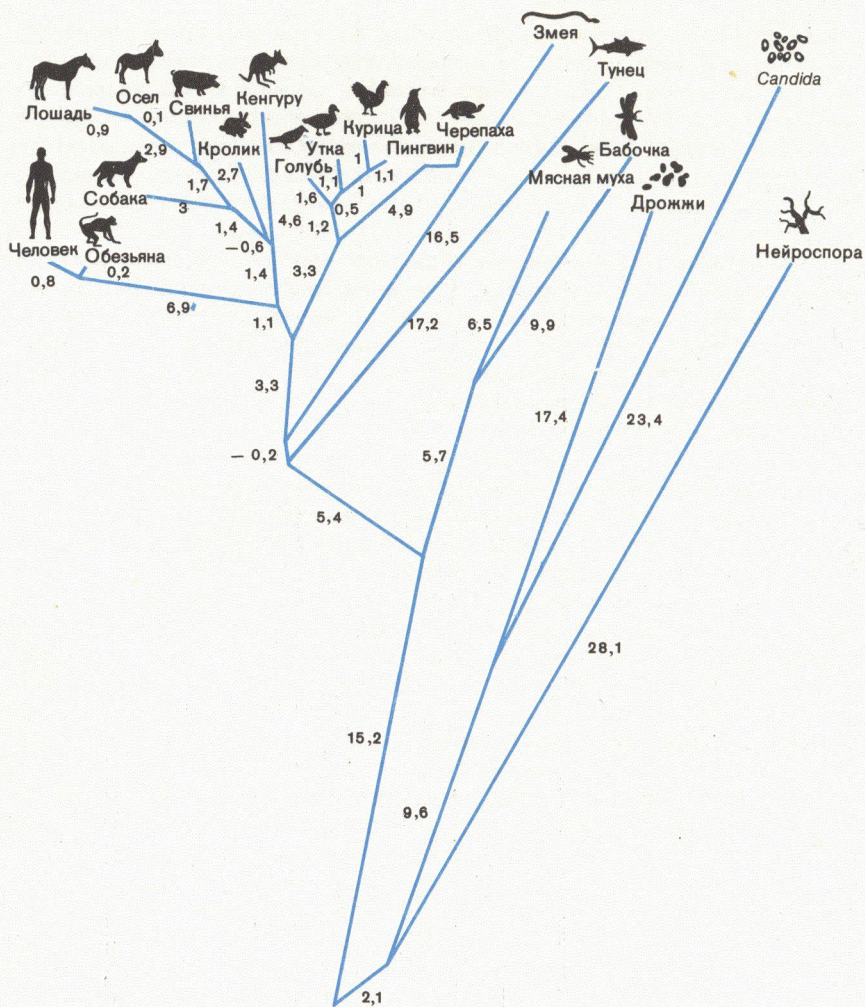 Змея
Тунец
Candida
Осел
Свинья
Кенгуру
Лошадь
0,1
0,9
Кролик
Курица
Утка
Пингвин
Черепаха
Голубь
Бабочка
Мясная муха
Дрожжи
2,9
1,7
2,7
1,1
1
1,1
1
Собака
3
1,6
0,5
4,9
1,4
4,6
1,2
16,5
Человек
Обезьяна
−0,6
Нейроспора
0,8
0,2
1,4
3,3
6,9
1,1
17,2
6,5
9,9
3,3
17,4
23,4
− 0,2
5,7
5,4
28,1
15,2
9,6
2,1